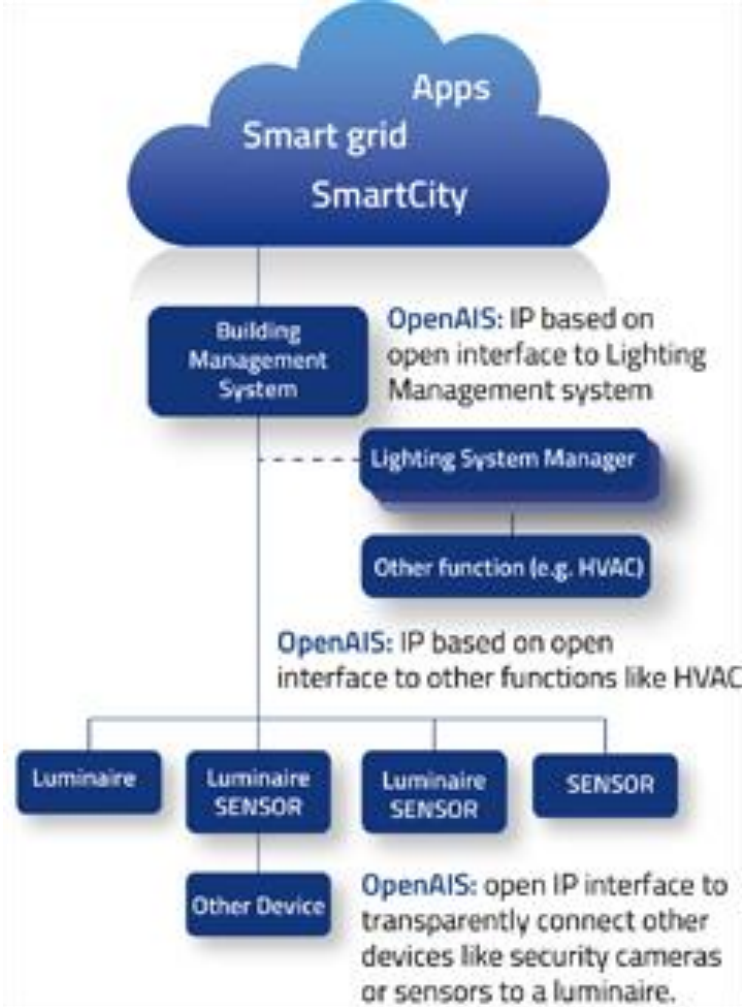 Apps
Smart grid
SmartCity
Building
Management
System
OpenAIS: IP based on
open interface to Lighting
Management system
Lighting System Manager
Other function (e.g. HVAC)
OpenAIS: IP based on open
interface to other functions like HVAC
Luminaire
Luminaire
SENSOR
Luminaire
SENSOR
SENSOR
Other Device
OpenAIS: open IP interface to
transparently connect other
devices like security cameras
or sensors to a luminaire.